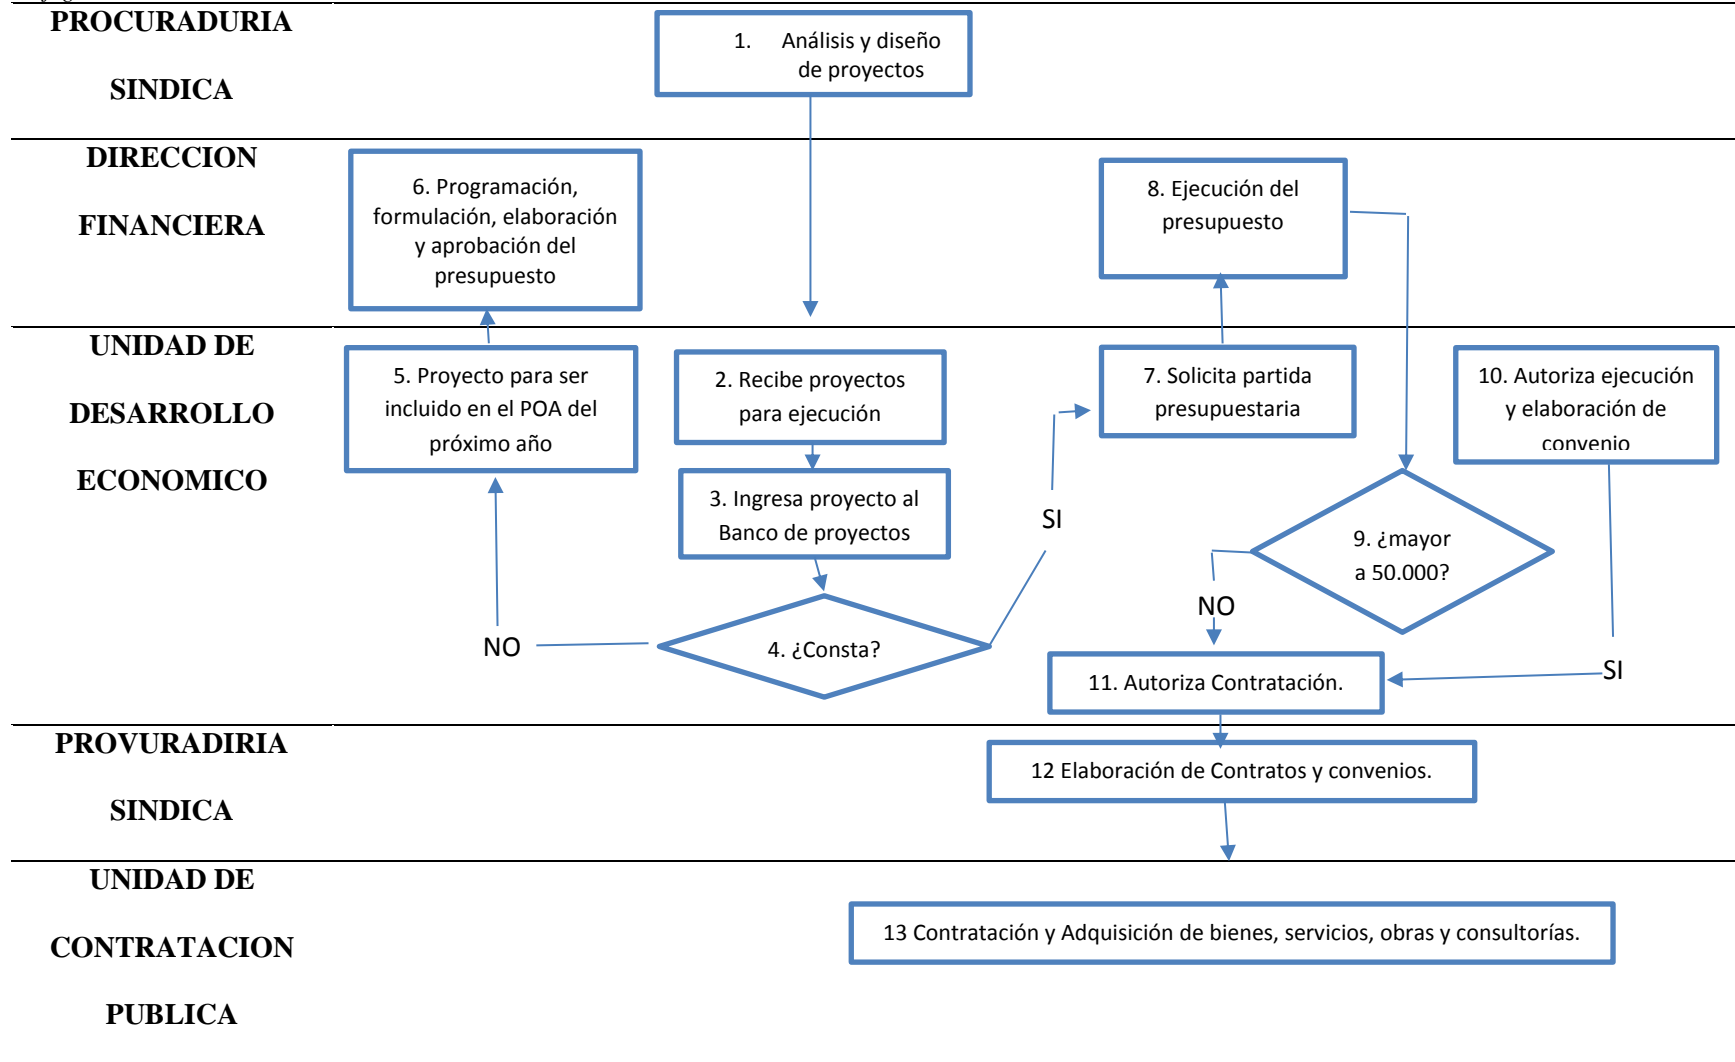 PROCURADURIA
SINDICA
1. Análisis y diseño
de proyectos
DIRECCION
FINANCIERA
6. Programación,
formulación, elaboración
y aprobación del
presupuesto
8. Ejecución del
presupuesto
UNIDAD DE
DESARROLLO
ECONOMICO
5. Proyecto para ser
incluido en el POA del
próximo año
2. Recibe proyectos
para ejecución
7. Solicita partida
presupuestaria
10. Autoriza ejecución
y elaboración de
convenio
3. Ingresa proyecto al
Banco de proyectos
SI
9. ¿mayor
a 50.000?
NO
NO
4. ¿Consta?
SI
11. Autoriza Contratación.
PROVURADIRIA
SINDICA
12 Elaboración de Contratos y convenios.
UNIDAD DE
CONTRATACION
PUBLICA
13 Contratación y Adquisición de bienes, servicios, obras y consultorías.